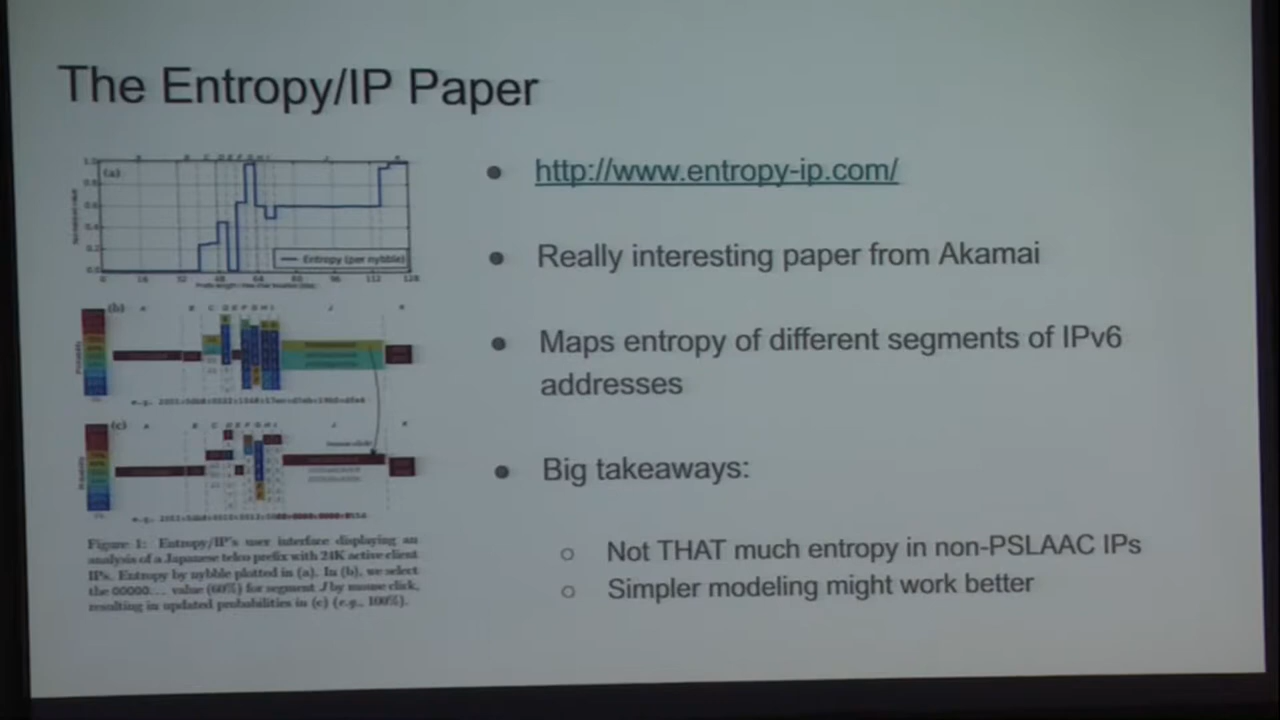 The Entropy/IP Paper
http://www.entropy-ip.com/
Really interesting paper from Akamai
Maps entropy of different segments of IPv6
addresses
Big takeaways:
Not THAT much entropy in non-PSLAAC IPs
Simpler modeling might work better
(a)
Entropy (per nybble)
(b)
(c)
Figure 1: Entropy/IP's user interface displaying an
analysis of a Japanese telco prefix with 24K active client
IPs. Entropy by nybble plotted in (a). In (b), we select
the 00000... value (60%) for segment J by mouse click,
resulting in updated probabilities in (c) (e.g., 100%).